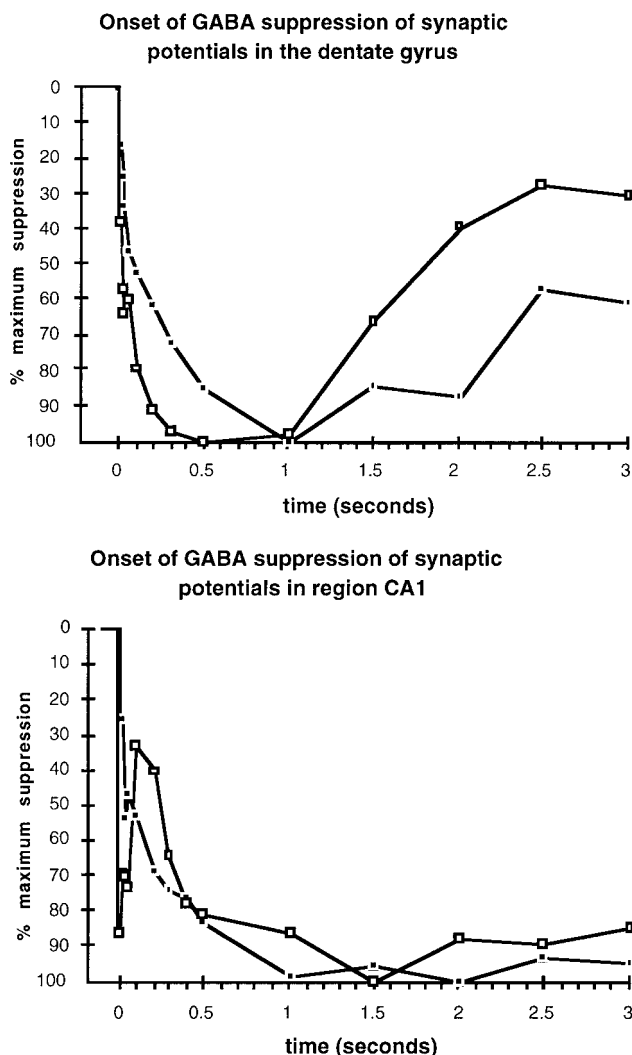 Onset of GABA suppression of synaptic
potentials in the dentate gyrus
0
10
20
30
40
50
60
70
80
90
100
% maximum suppression
0 0.5 1 1.5 2 2.5 3
time (seconds)
Onset of GABA suppression of synaptic
potentials in region CA1
0
10
20
30
40
50
60
70
80
90
100
% maximum suppression
0 0.5 1 1.5 2 2.5 3
time (seconds)